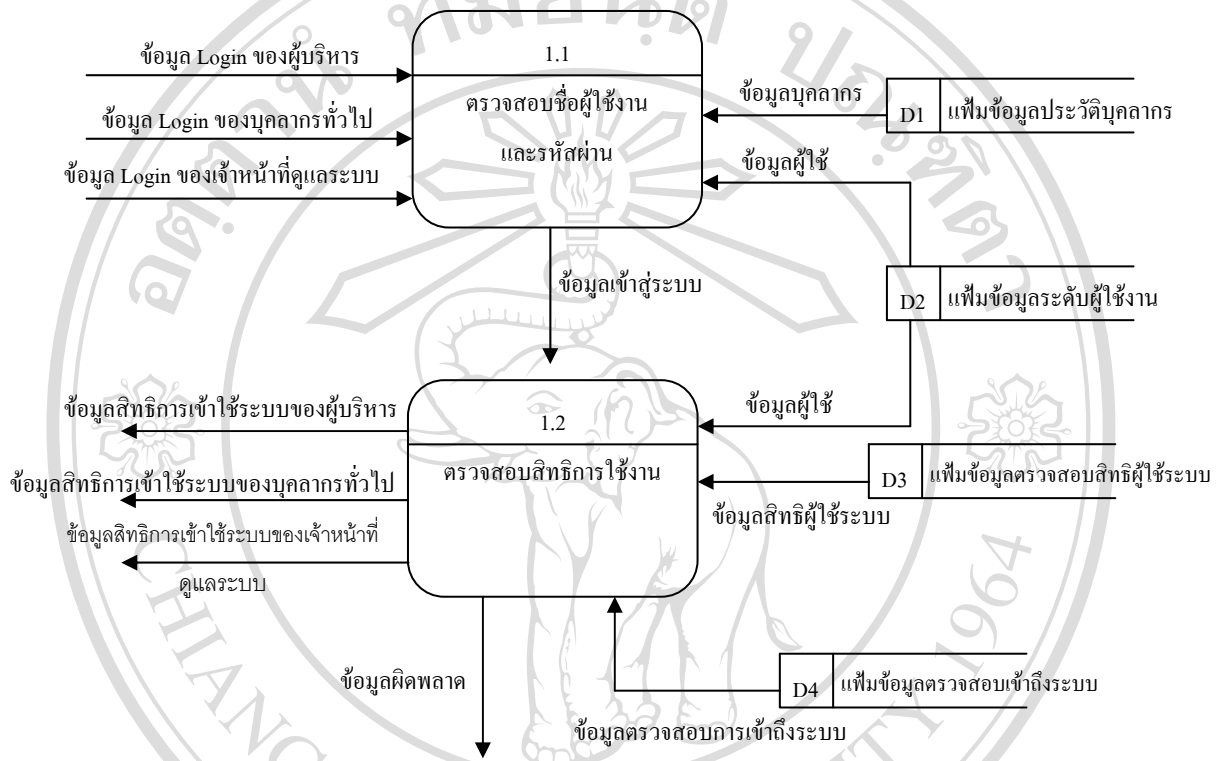 อตฺตานํ ทมยนฺติ ปณฺฑิตา
ข้อมูล Login ของผู้บริหาร
1.1
ตรวจสอบชื่อผู้ใช้งาน
และรหัสผ่าน
ข้อมูล Login ของบุคลากรทั่วไป
ข้อมูล Login ของเจ้าหน้าที่ดูแลระบบ
ข้อมูลบุคลากร
D1 แฟ้มข้อมูลประวัติบุคลากร
ข้อมูลผู้ใช้
ข้อมูลเข้าสู่ระบบ
D2 แฟ้มข้อมูลระดับผู้ใช้งาน
ข้อมูลสิทธิการเข้าใช้ระบบของผู้บริหาร
1.2
ตรวจสอบสิทธิการใช้งาน
ข้อมูลผู้ใช้
ข้อมูลสิทธิการเข้าใช้ระบบของบุคลากรทั่วไป
D3 แฟ้มข้อมูลตรวจสอบสิทธิผู้ใช้ระบบ
ข้อมูลสิทธิผู้ใช้ระบบ
ข้อมูลสิทธิการเข้าใช้ระบบของเจ้าหน้าที่
ดูแลระบบ
ข้อมูลผิดพลาด
D4 แฟ้มข้อมูลตรวจสอบเข้าถึงระบบ
ข้อมูลตรวจสอบการเข้าถึงระบบ
CHIANG
1964